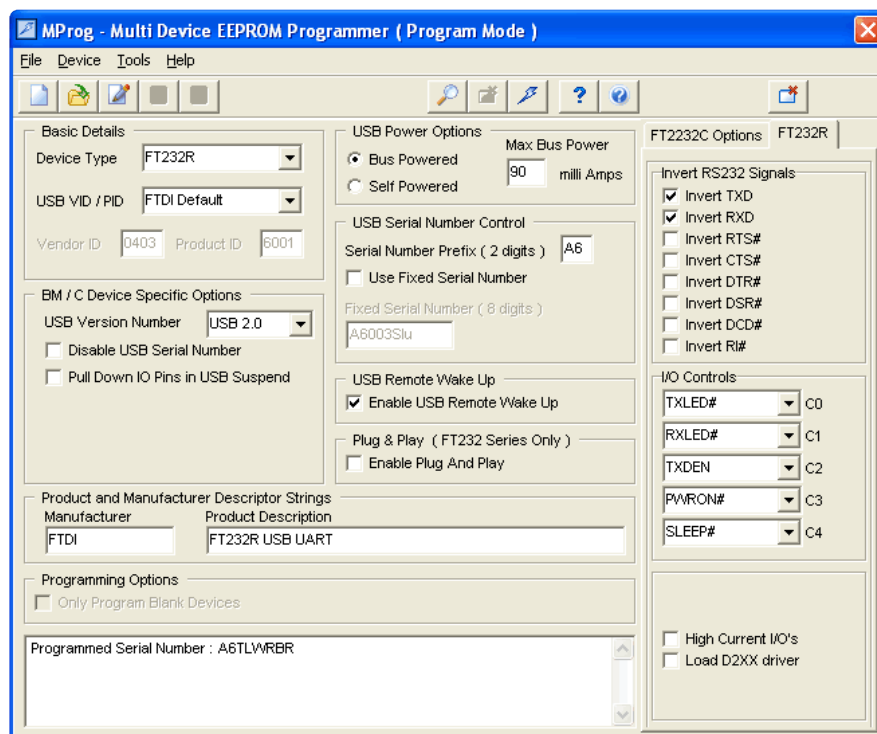 MProg - Multi Device EEPROM Programmer ( Program Mode )
File Device Tools Help
Basic Details
Device Type FT232R
USB VID / PID FTDI Default
Vendor ID 0403 Product ID 6001
BM / C Device Specific Options
USB Version Number USB 2.0
Disable USB Serial Number
Pull Down IO Pins in USB Suspend
USB Power Options
Bus Powered
Self Powered
Max Bus Power
90 milli Amps
USB Serial Number Control
Serial Number Prefix ( 2 digits ) A6
Use Fixed Serial Number
Fixed Serial Number ( 8 digits )
A6003Slu
USB Remote Wake Up
Enable USB Remote Wake Up
Plug & Play ( FT232 Series Only )
Enable Plug And Play
Product and Manufacturer Descriptor Strings
Manufacturer Product Description
FTDI FT232R USB UART
Programming Options
Only Program Blank Devices
Programmed Serial Number : A6TLWRBR
FT2232C Options FT232R
Invert RS232 Signals
Invert TXD
Invert RXD
Invert RTS#
Invert CTS#
Invert DTR#
Invert DSR#
Invert DCD#
Invert RI#
I/O Controls
TXLED# C0
RXLED# C1
TXDEN C2
PWRON# C3
SLEEP# C4
High Current I/O's
Load D2XX driver